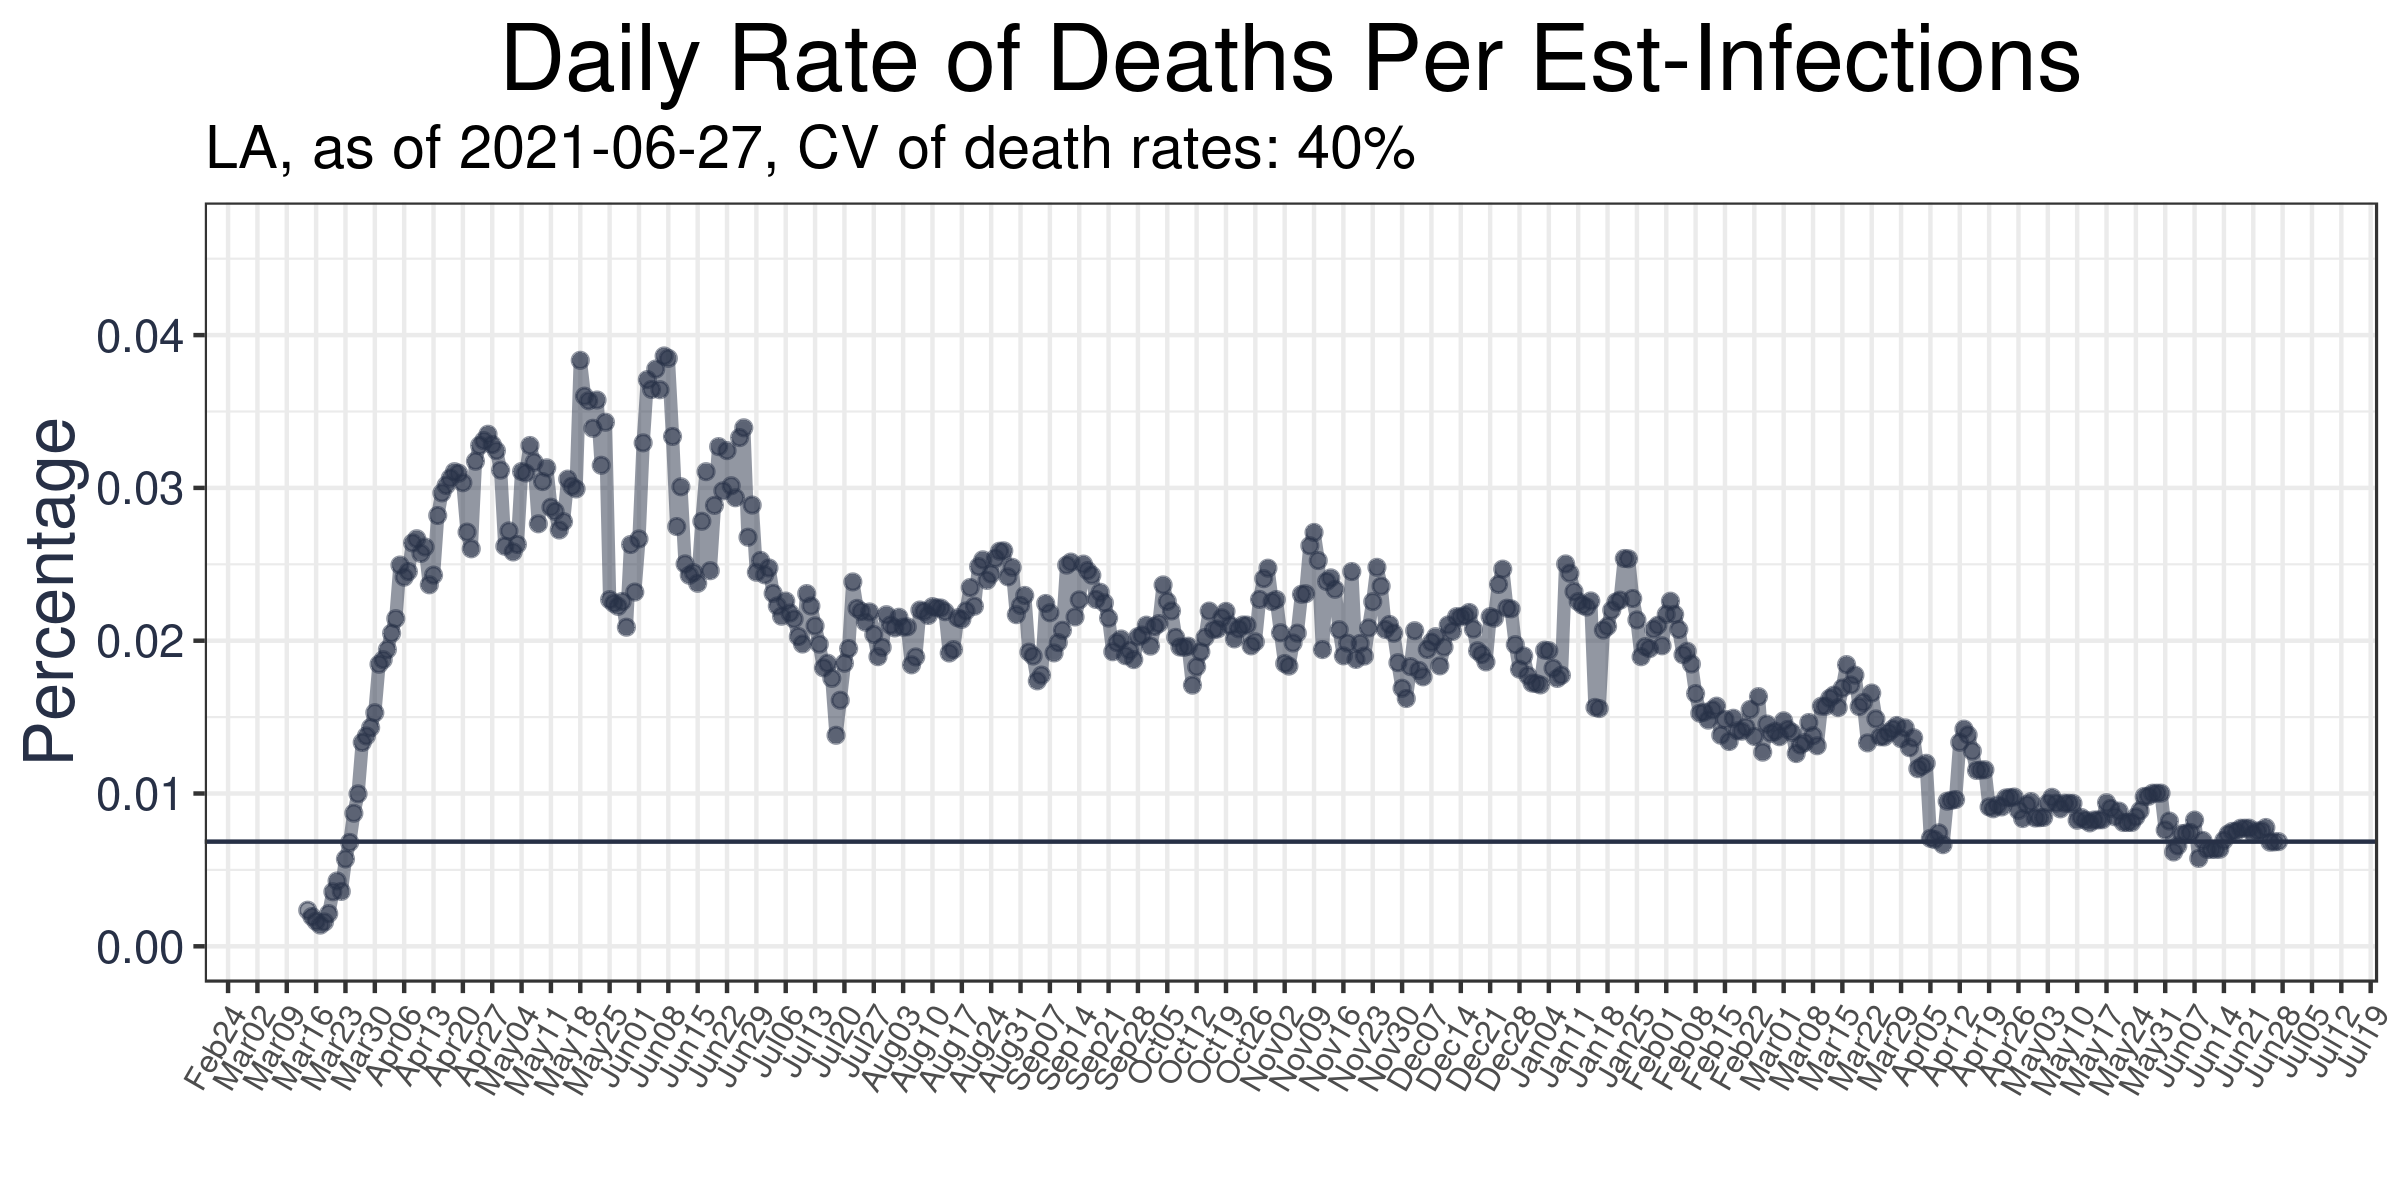 Daily Rate of Deaths Per Est-Infections
LA, as of 2021-06-27, CV of death rates: 40%
Percentage
0.04
0.03
0.02
0.01
0.00
Feb24
Mar02
Mar09
Mar16
Mar23
Mar30
Apr06
Apr13
Apr20
Apr27
May04
May11
May18
May25
Jun01
Jun08
Jun15
Jun22
Jun29
Jul06
Jul13
Jul20
Jul27
Aug03
Aug10
Aug17
Aug24
Aug31
Sep07
Sep14
Sep21
Sep28
Oct05
Oct12
Oct19
Oct26
Nov02
Nov09
Nov16
Nov23
Nov30
Dec07
Dec14
Dec21
Dec28
Jan04
Jan11
Jan18
Jan25
Feb01
Feb08
Feb15
Feb22
Mar01
Mar08
Mar15
Mar22
Mar29
Apr05
Apr12
Apr19
Apr26
May03
May10
May17
May24
May31
Jun07
Jun14
Jun21
Jun28
Jul05
Jul12
Jul19